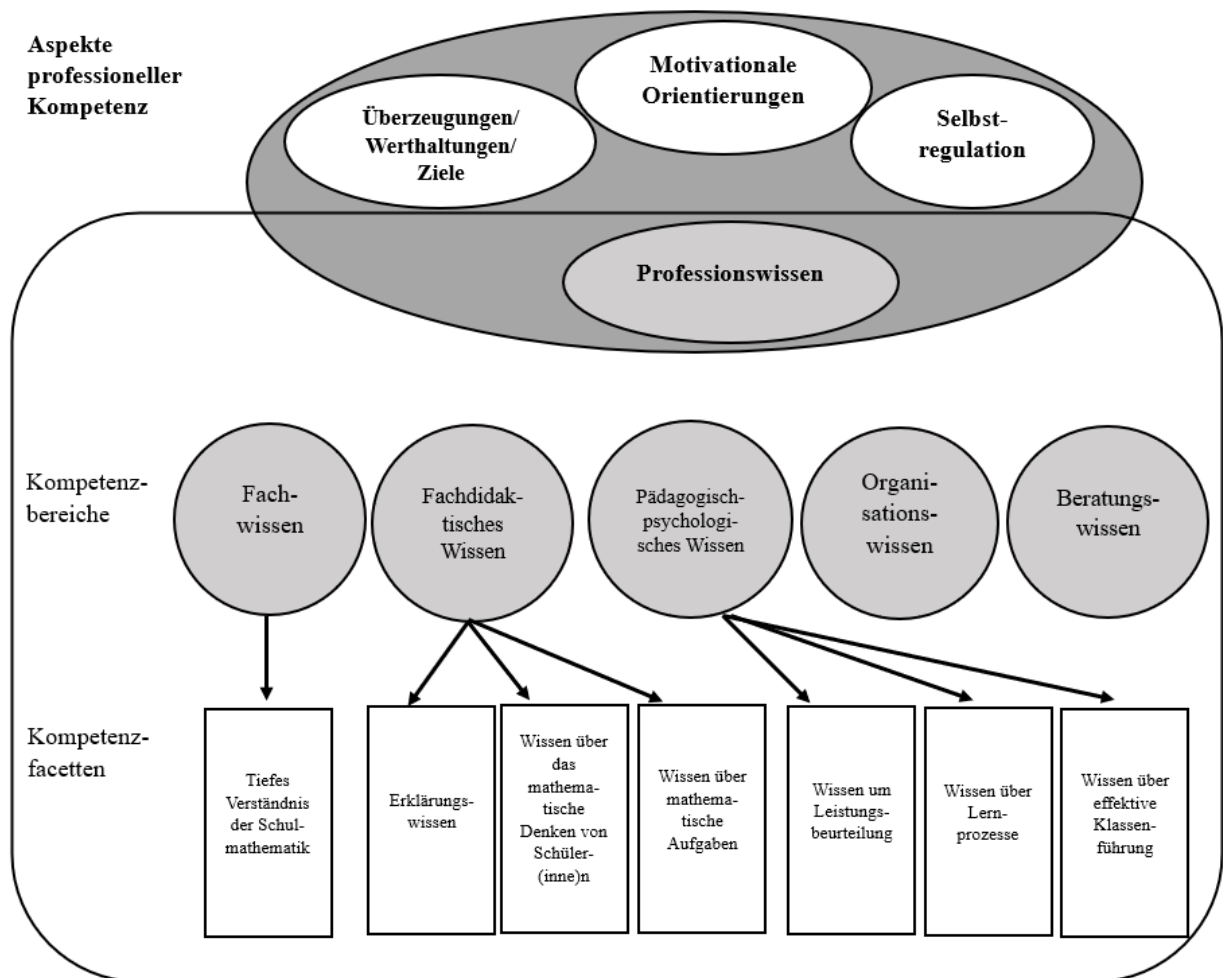 Aspekte
professioneller
Kompetenz
Motivationale
Orientierungen
Überzeugungen/
Werthaltungen/
Ziele
Selbst-
regulation
Professionswissen
Kompetenz-
bereiche
Fach-
wissen
Fachdidak-
tisches
Wissen
Pädagogisch-
psychologi-
sches Wissen
Organi-
sations-
wissen
Beratungs-
wissen
Kompetenz-
facetten
Tiefes
Verständnis
der Schul-
mathematik
Erklärungs-
wissen
Wissen über
das
mathema-
tische
Denken von
Schüler-
(inne)n
Wissen über
mathema-
tische
Aufgaben
Wissen um
Leistungs-
beurteilung
Wissen über
Lern-
prozesse
Wissen über
effektive
Klassen-
führung